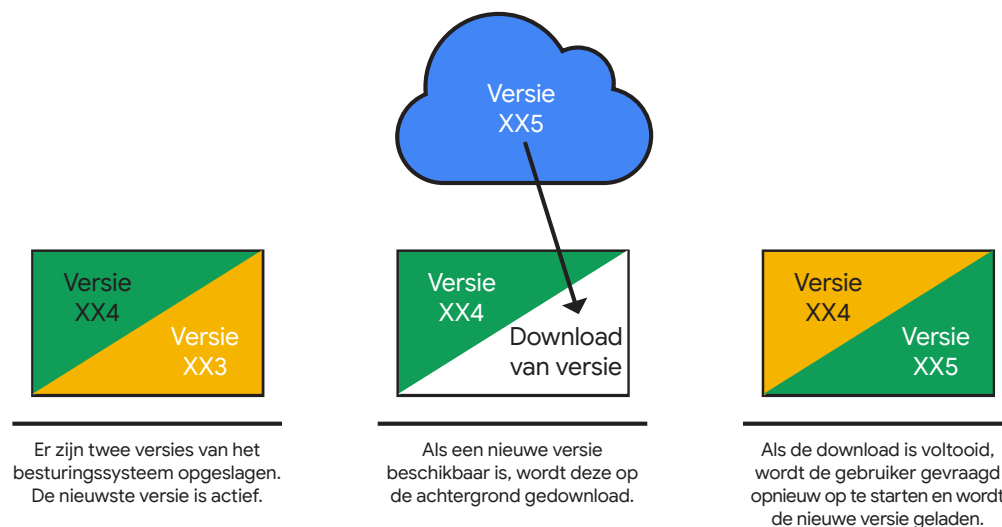 Versie
XX5
Versie
XX4
Versie
XX3
Versie
XX4
Download
van versie
Versie
XX4
Versie
XX5
Er zijn twee versies van het
besturingssysteem opgeslagen.
De nieuwste versie is actief.
Als een nieuwe versie
beschikbaar is, wordt deze op
de achtergrond gedownload.
Als de download is voltooid,
wordt de gebruiker gevraagd
opnieuw op te starten en wordt
de nieuwe versie geladen.